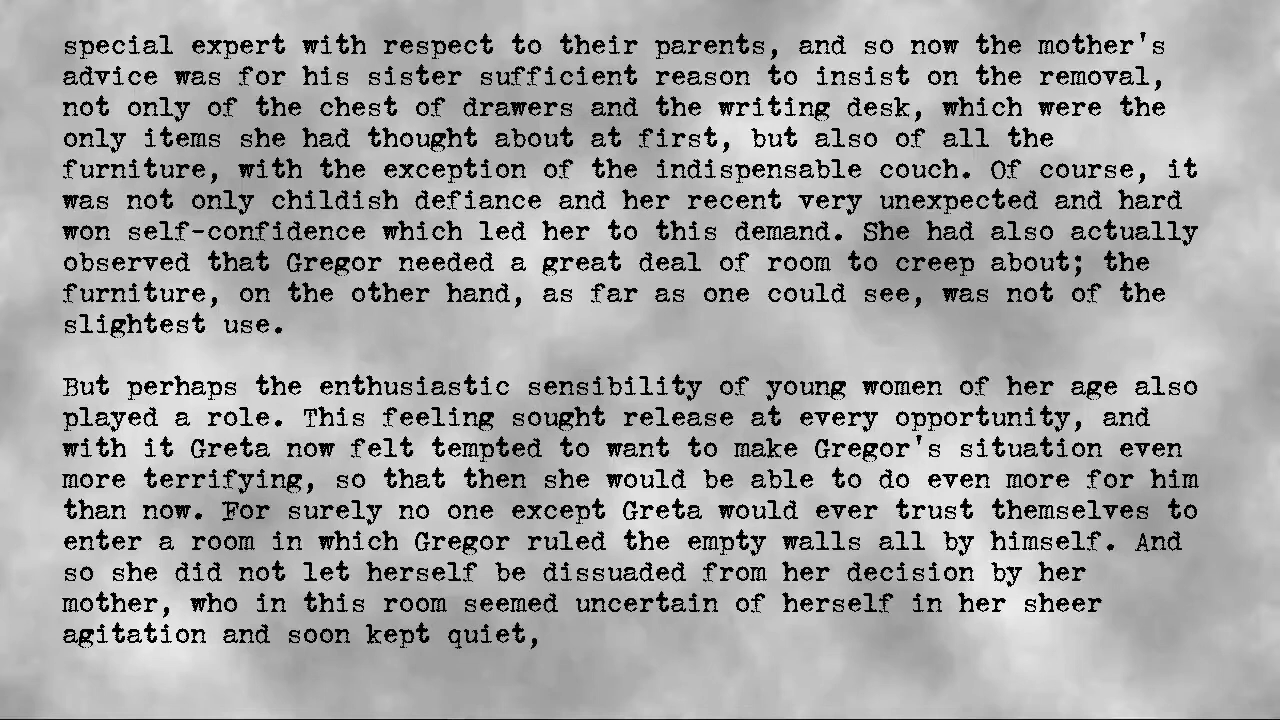 special expert with respect to their parents, and so now the mother's
advice was for his sister sufficient reason to insist on the removal,
not only of the chest of drawers and the writing desk, which were the
only items she had thought about at first, but also of all the
furniture, with the exception of the indispensable couch. Of course, it
was not only childish defiance and her recent very unexpected and hard
won self-confidence which led her to this demand. She had also actually
observed that Gregor needed a great deal of room to creep about; the
furniture, on the other hand, as far as one could see, was not of the
slightest use.

But perhaps the enthusiastic sensibility of young women of her age also
played a role. This feeling sought release at every opportunity, and
with it Greta now felt tempted to want to make Gregor's situation even
more terrifying, so that then she would be able to do even more for him
than now. For surely no one except Greta would ever trust themselves to
enter a room in which Gregor ruled the empty walls all by himself. And
so she did not let herself be dissuaded from her decision by her
mother, who in this room seemed uncertain of herself in her sheer
agitation and soon kept quiet,